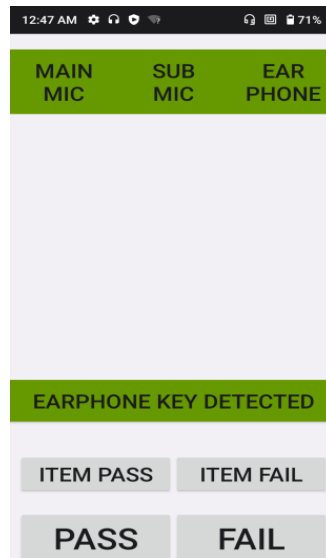 12:47 AM 71%
MAIN MIC SUB MIC EAR PHONE
EARPHONE KEY DETECTED
ITEM PASS ITEM FAIL
PASS FAIL